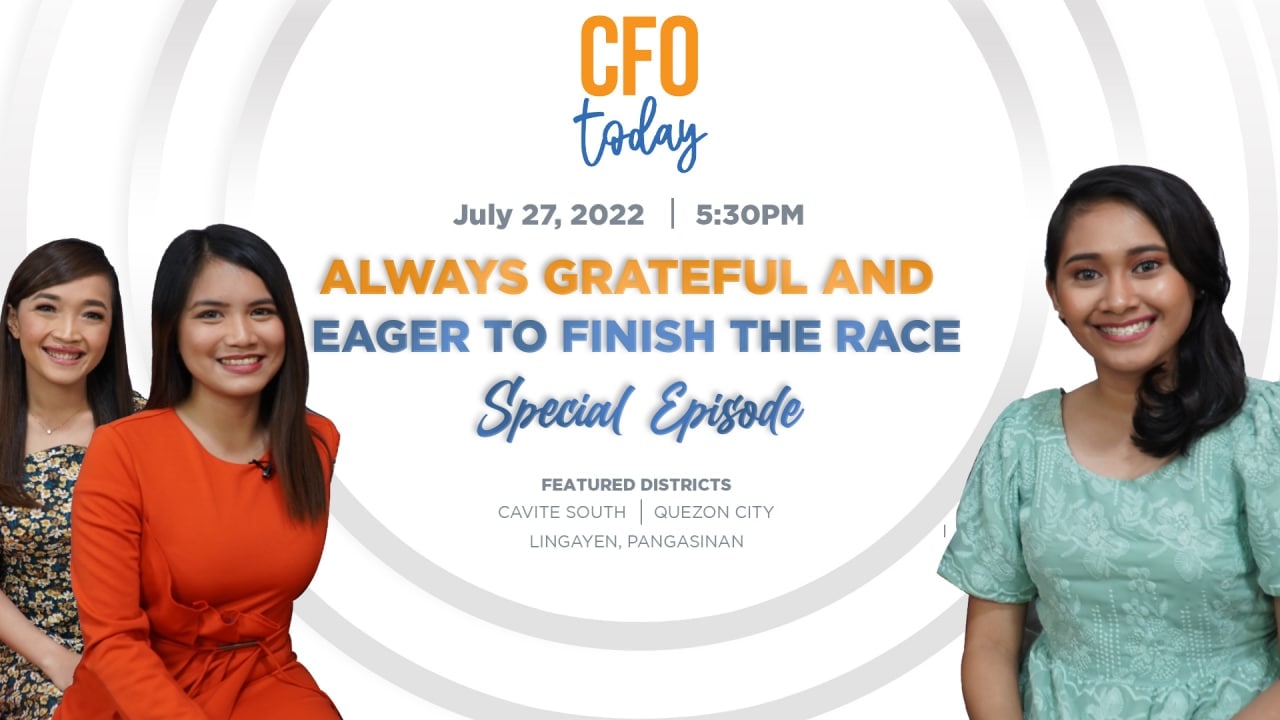 CFO
today
July 27, 2022 | 5:30PM
ALWAYS GRATEFUL AND
EAGER TO FINISH THE RACE
Special Episode
FEATURED DISTRICTS
CAVITE SOUTH | QUEZON CITY
LINGAYEN, PANGASINAN